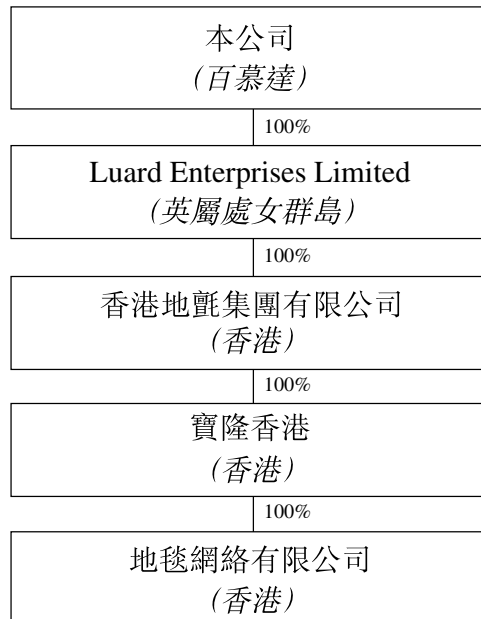 本公司
(百慕達)
100%
Luard Enterprises Limited
(英屬處女群島)
100%
香港地氈集團有限公司
(香港)
100%
寶隆香港
(香港)
100%
地毯網絡有限公司
(香港)